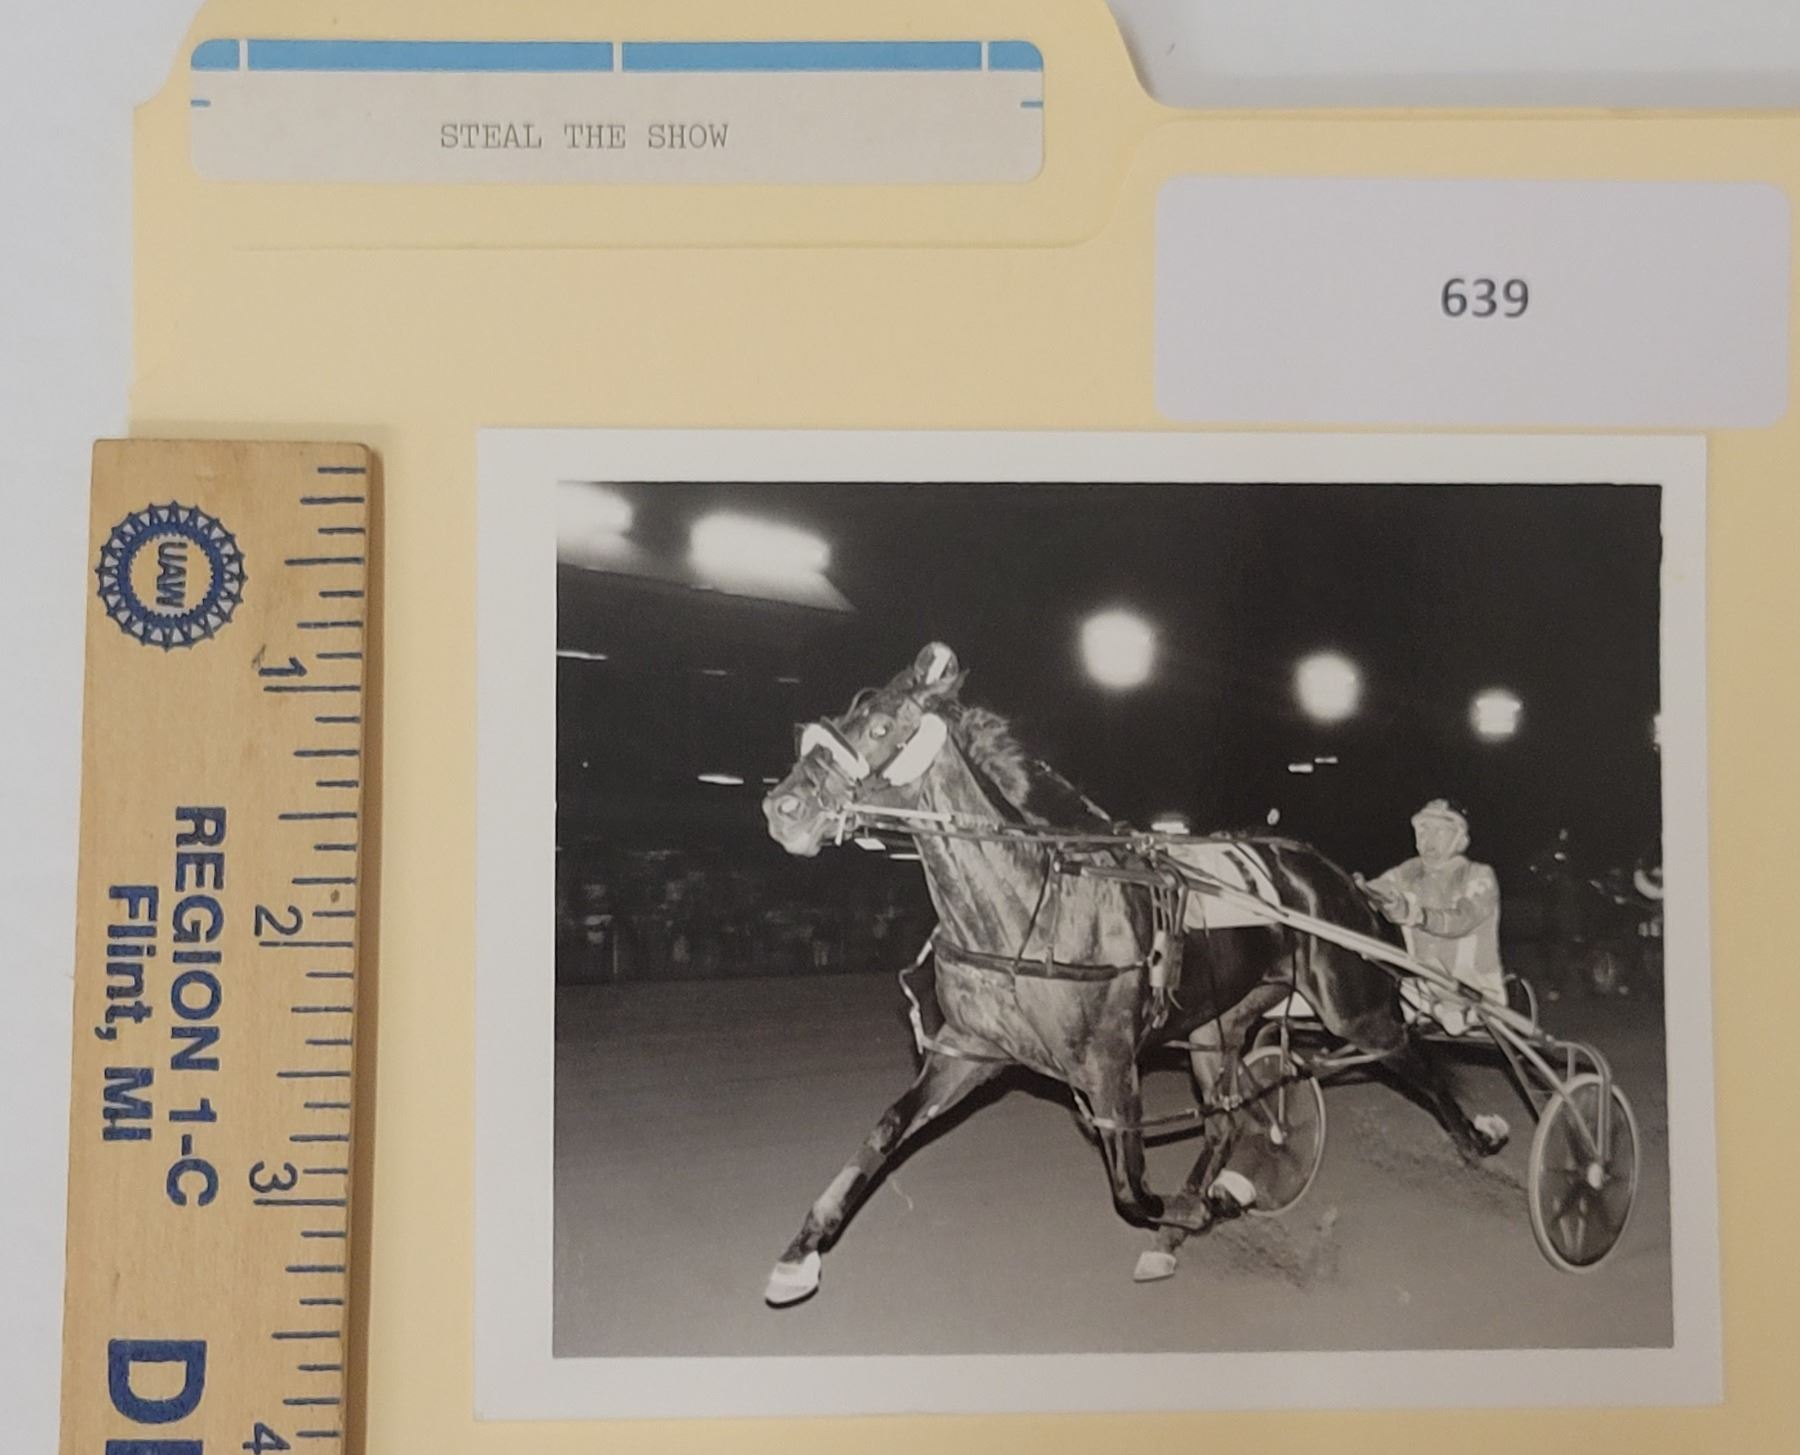 STEAL THE SHOW
639
UAW
REGION 1-C
Flint, MI
1
2
3
4